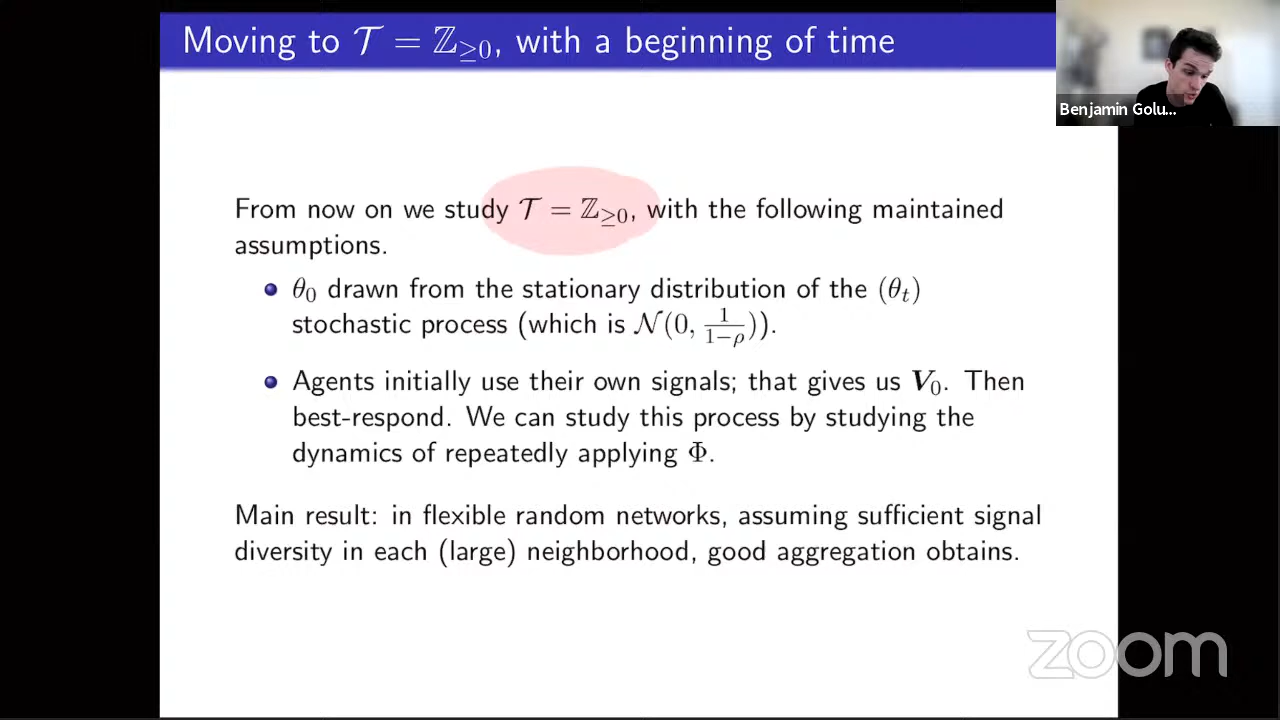 Moving to 𝒯 = ℤ≥0, with a beginning of time
Benjamin Golu...
From now on we study 𝒯 = ℤ≥0, with the following maintained
assumptions.
θ0 drawn from the stationary distribution of the (θt)
stochastic process (which is 𝒩(0, 1/(1−ρ))).
Agents initially use their own signals; that gives us V0. Then
best-respond. We can study this process by studying the
dynamics of repeatedly applying Φ.
Main result: in flexible random networks, assuming sufficient signal
diversity in each (large) neighborhood, good aggregation obtains.
zoom